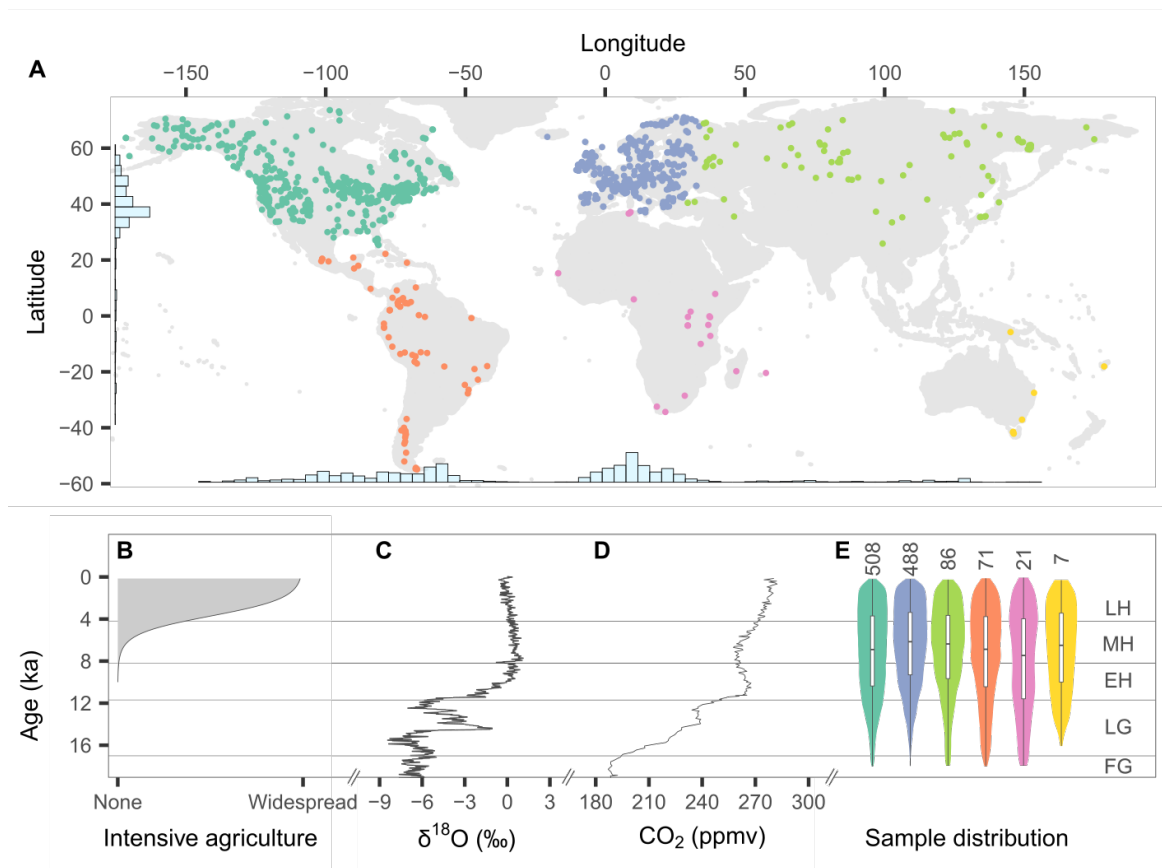 Longitude
A
−150 −100 −50 0 50 100 150
Latitude
60
40
20
0
−20
−40
−60
B C D E 508 488 86 71 21 7
Age (ka)
0
4
8
12
16
LH
MH
EH
LG
FG
None Widespread −9 −6 −3 0 3 180 210 240 270 300
Intensive agriculture δ¹⁸O (‰) CO₂ (ppmv) Sample distribution